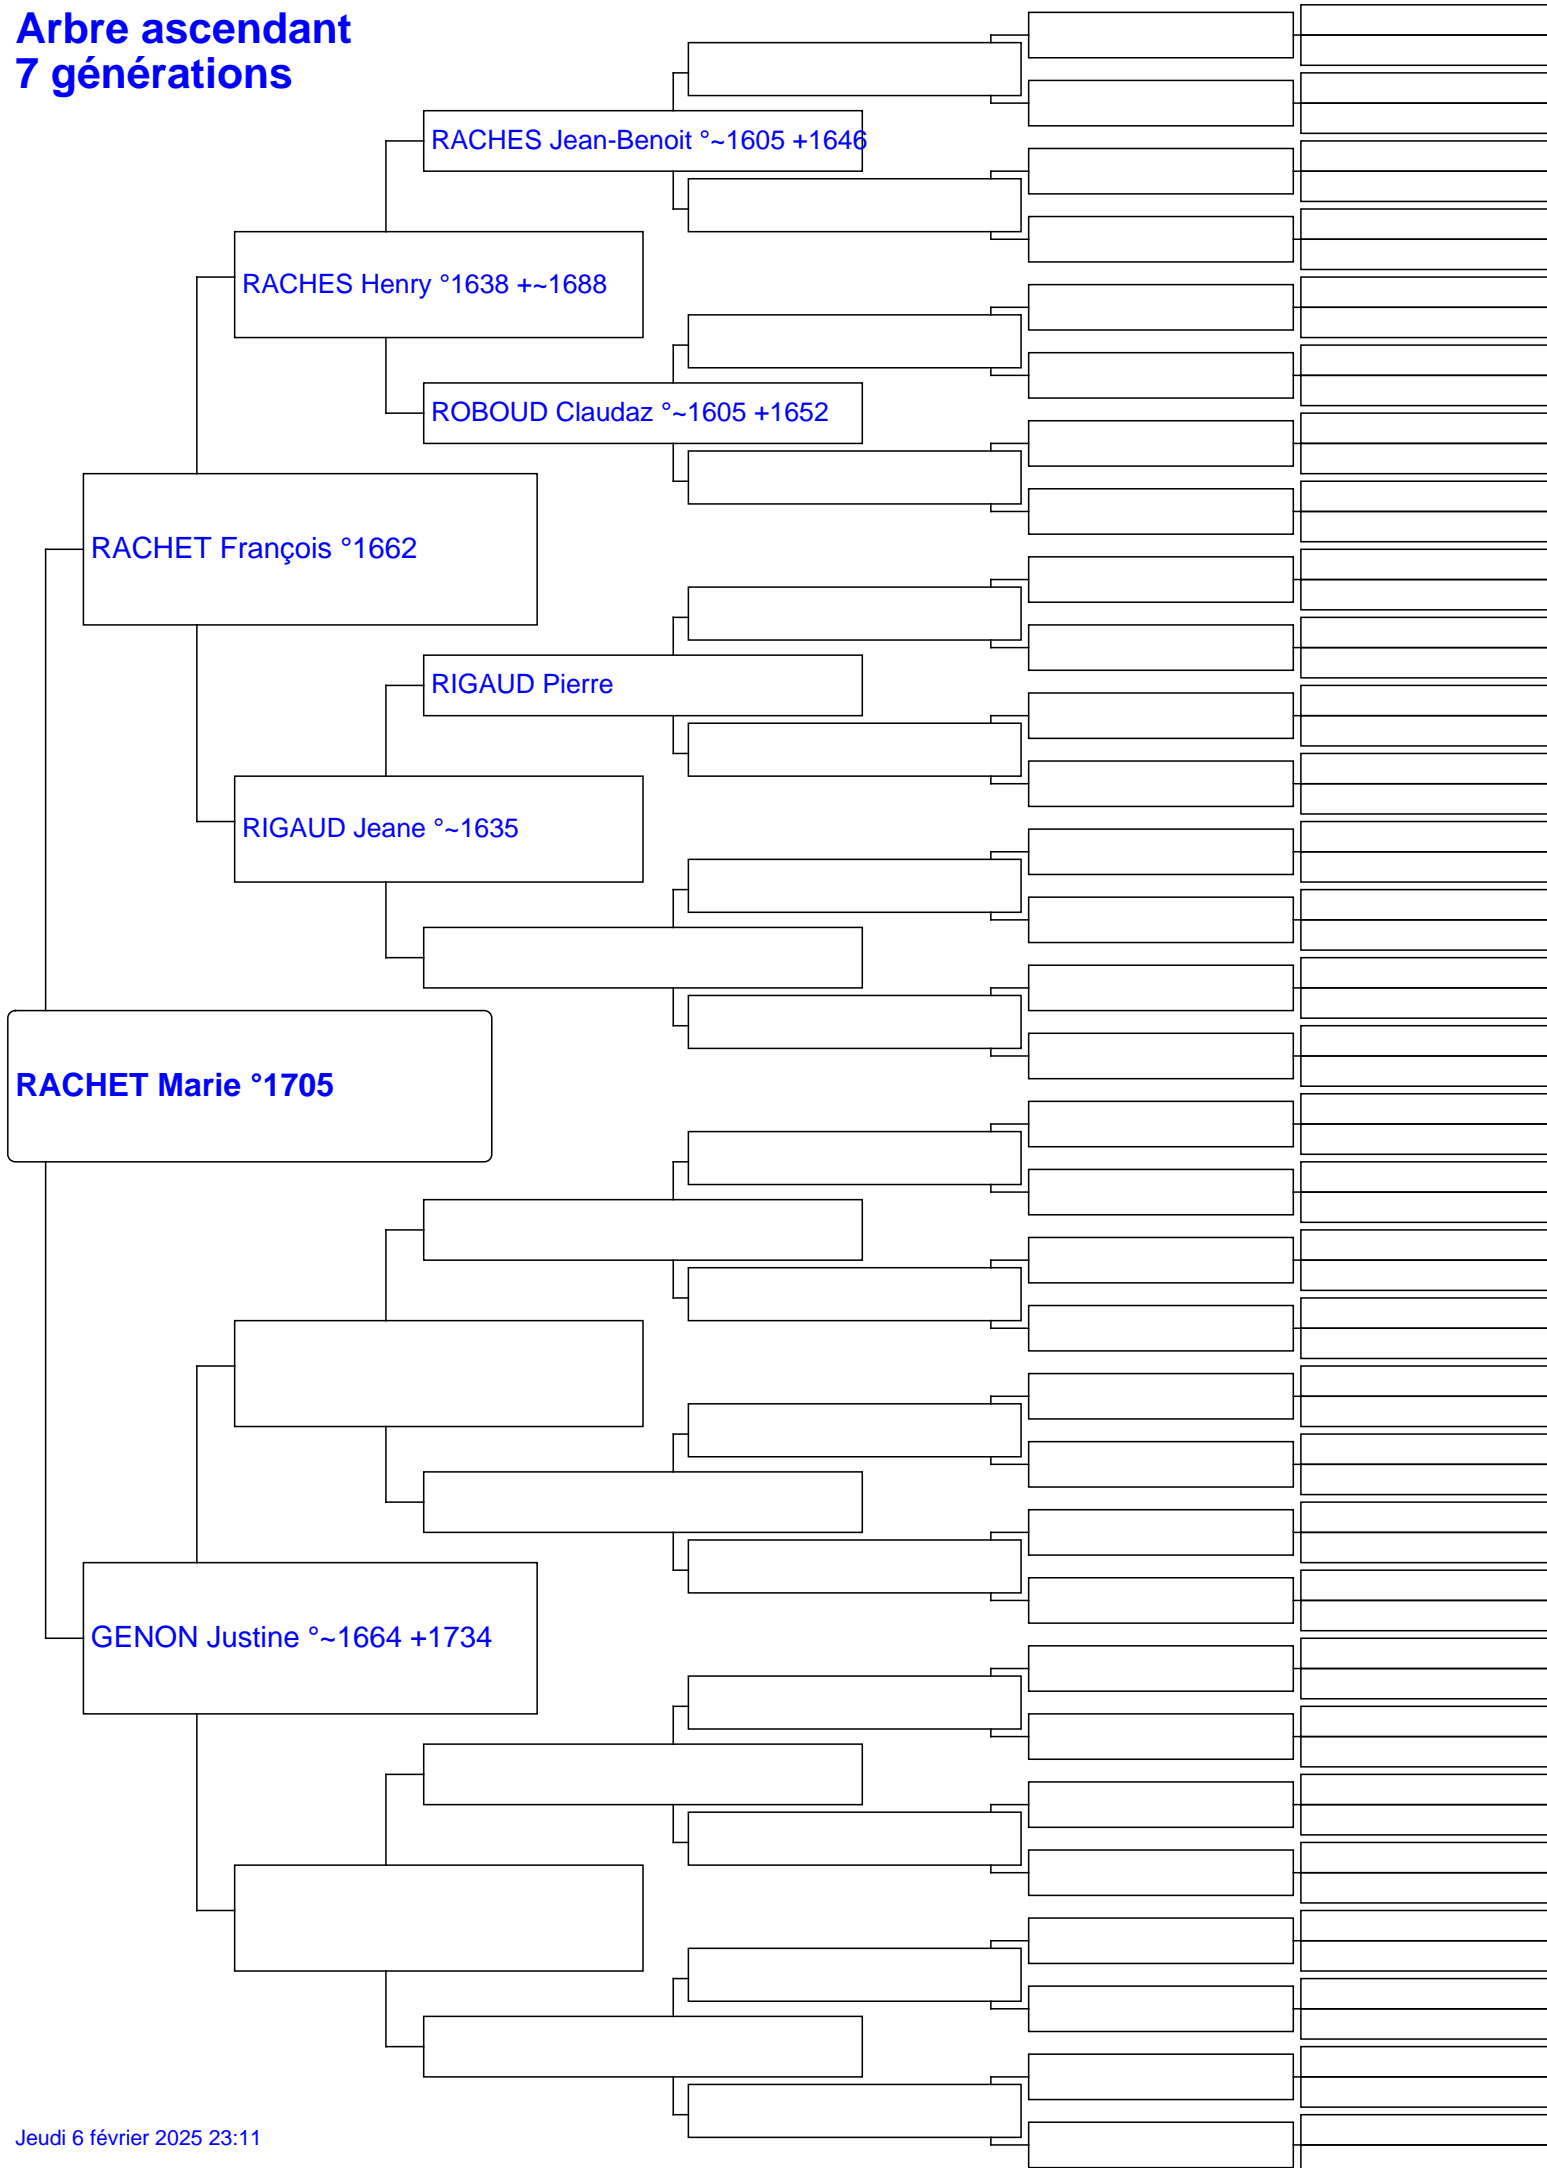 Arbre ascendant
7 générations
RACHES Jean-Benoit °~1605 +1646
RACHES Henry °1638 +~1688
ROBOUD Claudaz °~1605 +1652
RACHET François °1662
RIGAUD Pierre
RIGAUD Jeane °~1635
RACHET Marie °1705
GENON Justine °~1664 +1734
Jeudi 6 février 2025 23:11